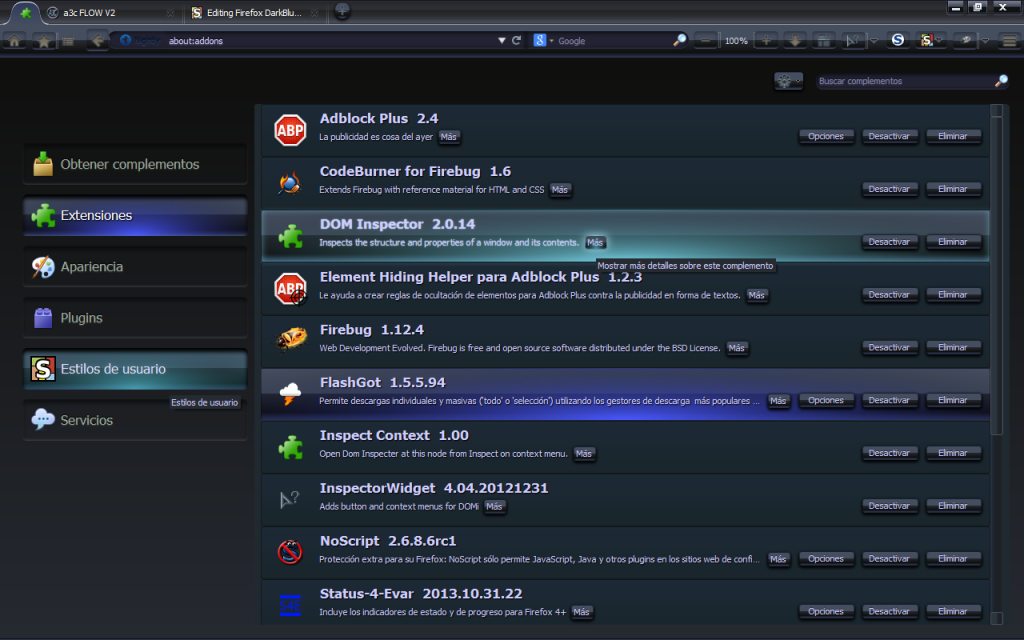 a3c FLOW V2
Editing Firefox DarkBlu...
about:addons
Google
100%
Buscar complementos
Obtener complementos
Extensiones
Apariencia
Plugins
Estilos de usuario
Estilos de usuario
Servicios
ABP
Adblock Plus 2.4
La publicidad es cosa del ayer Más
Opciones Desactivar Eliminar
CodeBurner for Firebug 1.6
Extends Firebug with reference material for HTML and CSS Más
Desactivar Eliminar
DOM Inspector 2.0.14
Inspects the structure and properties of a window and its contents. Más
Desactivar Eliminar
Mostrar más detalles sobre este complemento
ABP
Element Hiding Helper para Adblock Plus 1.2.3
Le ayuda a crear reglas de ocultación de elementos para Adblock Plus contra la publicidad en forma de textos. Más
Desactivar Eliminar
Firebug 1.12.4
Web Development Evolved. Firebug is free and open source software distributed under the BSD License. Más
Desactivar Eliminar
FlashGot 1.5.5.94
Permite descargas individuales y masivas ('todo' o 'selección') utilizando los gestores de descarga más populares ... Más
Opciones Desactivar Eliminar
Inspect Context 1.00
Open Dom Inspecter at this node from Inspect on context menu. Más
Desactivar Eliminar
InspectorWidget 4.04.20121231
Adds button and context menus for DOMi Más
Desactivar Eliminar
NoScript 2.6.8.6rc1
Protección extra para su Firefox: NoScript sólo permite JavaScript, Java y otros plugins en los sitios web de confi... Más
Opciones Desactivar Eliminar
S4E
Status-4-Evar 2013.10.31.22
Incluye los indicadores de estado y de progreso para Firefox 4+ Más
Opciones Desactivar Eliminar